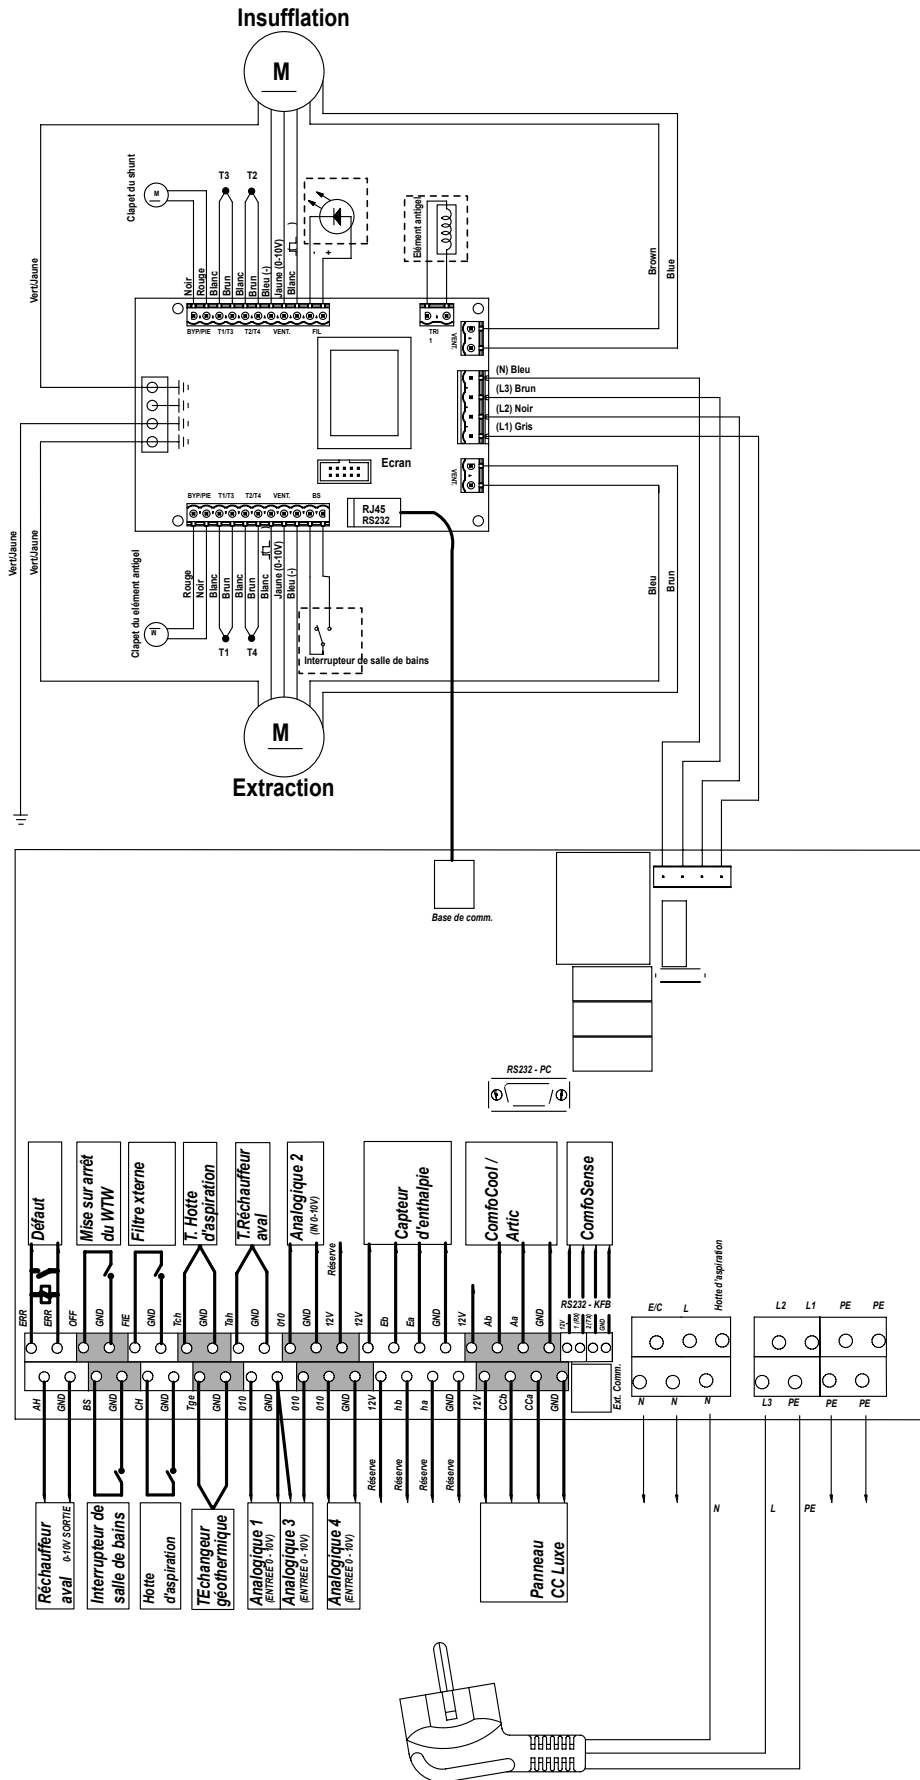 Insufflation
M
Clapet du shunt
M
T3
T2
Vert/Jaune
Noir
Rouge
Blanc
Brun
Blanc
Brun
Bleu (-)
Jaune (0-10V)
Blanc
- +
Elément antigel
Brown
Blue
BYP/PIE T1/T3 T2/T4 VENT. FIL
TRI
1
VENT.
(N) Bleu
(L3) Brun
(L2) Noir
(L1) Gris
Ecran
VENT.
BYP/PIE T1/T3 T2/T4 VENT. BS
RJ45
RS232
Vert/Jaune
Vert/Jaune
Clapet du elément antigel
M
Rouge
Noir
Blanc
Brun
Blanc
Brun
Blanc
Jaune (0-10V)
Bleu (-)
T1
T4
Interrupteur de salle de bains
Bleu
Brun
M
Extraction
Base de comm.
RS232 - PC
Défaut
Mise sur arrêt
du WTW
Filtre xterne
T. Hotte
d'aspiration
T.Réchauffeur
aval
Analogique 2
(IN 0-10V)
Réserve
Capteur
d'enthalpie
ComfoCool /
Artic
ComfoSense
ERR
ERR
OFF
GND
FIE
GND
Tch
GND
Tah
GND
010
GND
12V
12V
Eb
Ea
GND
12V
Ab
Aa
GND
RS232 - KFB
12V
1 (RX)
2 (TX)
GND
E/C
L
Hotte d'aspiration
L2
L1
PE
PE
AH
GND
BS
GND
CH
GND
Tge
GND
010
GND
010
010
GND
12V
hb
ha
GND
12V
CCb
CCa
GND
Ext. Comm.
N
N
N
L3
PE
PE
PE
Réserve
Réserve
Réserve
Réserve
N
L
PE
Réchauffeur
aval 0-10V SORTIE
Interrupteur de
salle de bains
Hotte
d'aspiration
TEchangeur
géothermique
Analogique 1
(ENTREE 0 - 10V)
Analogique 3
(ENTREE 0 - 10V)
Analogique 4
(ENTREE 0 - 10V)
Panneau
CC Luxe